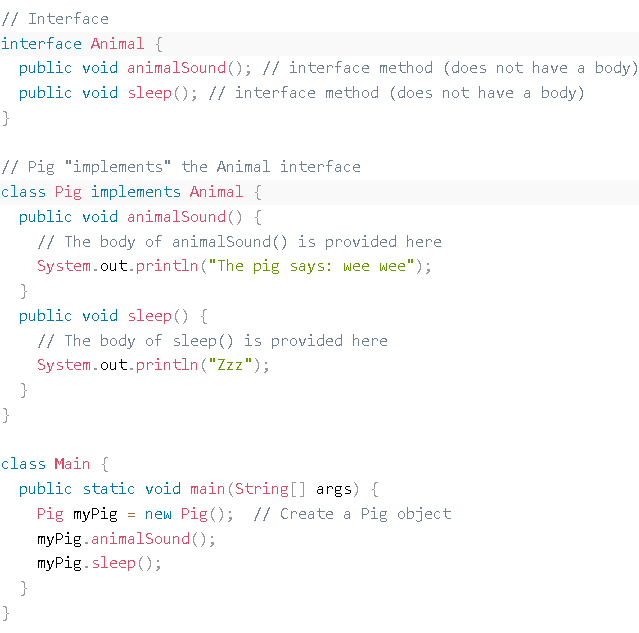 // Interface
interface Animal {
  public void animalSound(); // interface method (does not have a body)
  public void sleep(); // interface method (does not have a body)
}

// Pig "implements" the Animal interface
class Pig implements Animal {
  public void animalSound() {
    // The body of animalSound() is provided here
    System.out.println("The pig says: wee wee");
  }
  public void sleep() {
    // The body of sleep() is provided here
    System.out.println("Zzz");
  }
}

class Main {
  public static void main(String[] args) {
    Pig myPig = new Pig();  // Create a Pig object
    myPig.animalSound();
    myPig.sleep();
  }
}